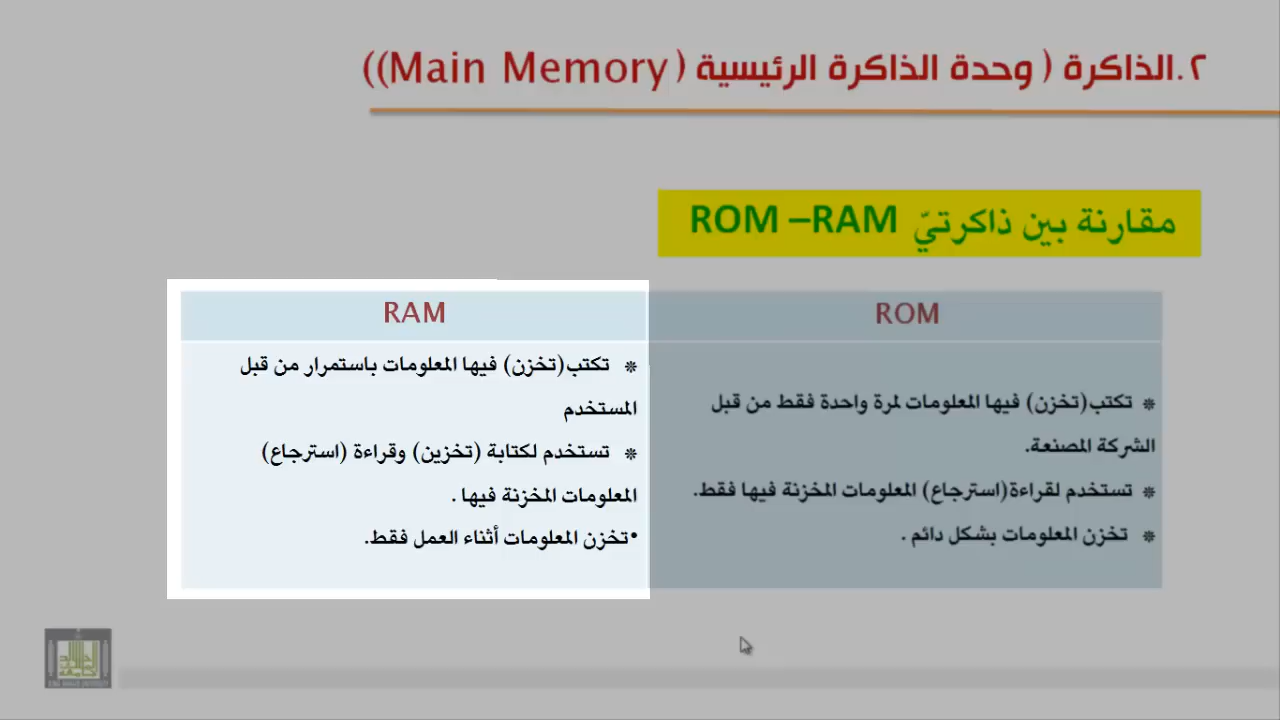 ٢.الذاكرة ( وحدة الذاكرة الرئيسية ( Main Memory))
مقارنة بين ذاكرتيّ ROM –RAM
ROM
تكتب(تخزن) فيها المعلومات لمرة واحدة فقط من قبل
الشركة المصنعة.
تستخدم لقراءة(استرجاع) المعلومات المخزنة فيها فقط.
تخزن المعلومات بشكل دائم .
RAM
تكتب(تخزن) فيها المعلومات باستمرار من قبل
المستخدم
تستخدم لكتابة (تخزين) وقراءة (استرجاع)
المعلومات المخزنة فيها .
•تخزن المعلومات أثناء العمل فقط.